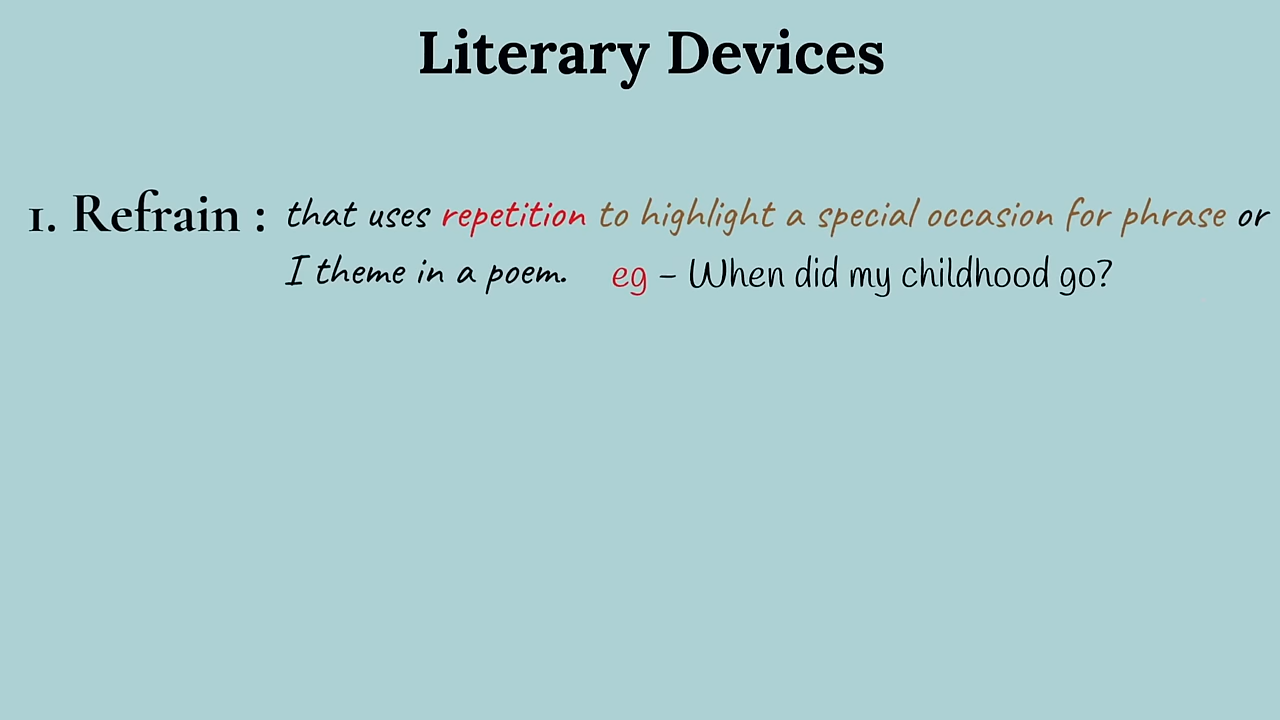 Literary Devices
1. Refrain : that uses repetition to highlight a special occasion for phrase or
I theme in a poem. eg – When did my childhood go?